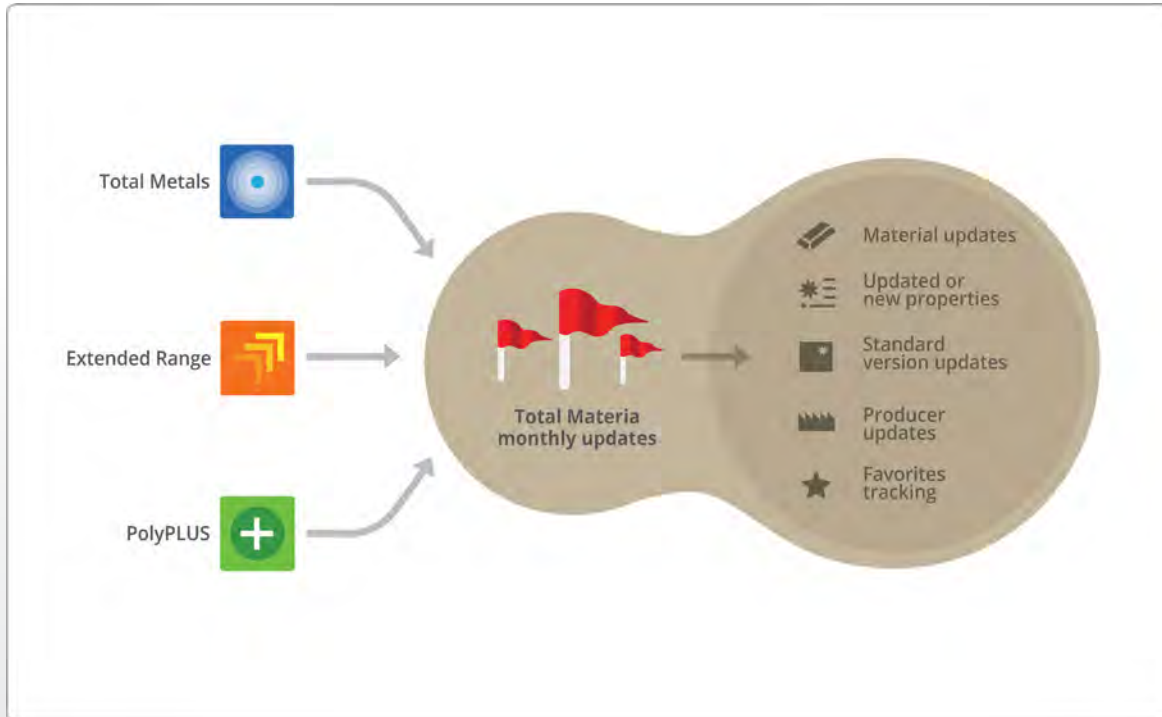 Total Metals
Extended Range
PolyPLUS
Total Materia
monthly updates
Material updates
Updated or
new properties
Standard
version updates
Producer
updates
Favorites
tracking